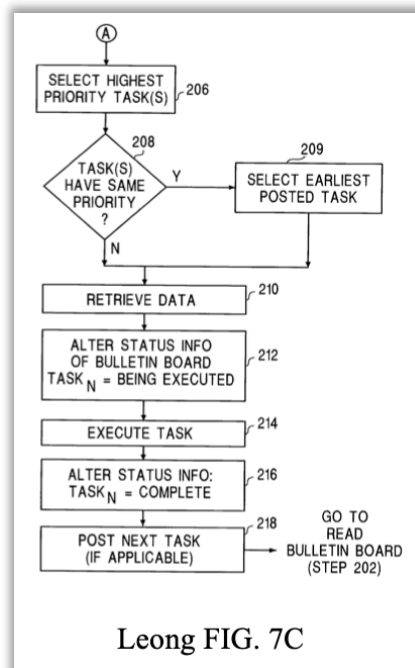 A
SELECT HIGHEST
PRIORITY TASK(S)
206
208
TASK(S)
HAVE SAME
PRIORITY
?
Y
N
209
SELECT EARLIEST
POSTED TASK
RETRIEVE DATA
210
ALTER STATUS INFO
OF BULLETIN BOARD
TASK N = BEING EXECUTED
212
EXECUTE TASK
214
ALTER STATUS INFO:
TASK N = COMPLETE
216
POST NEXT TASK
(IF APPLICABLE)
218
GO TO
READ
BULLETIN BOARD
(STEP 202)
Leong FIG. 7C